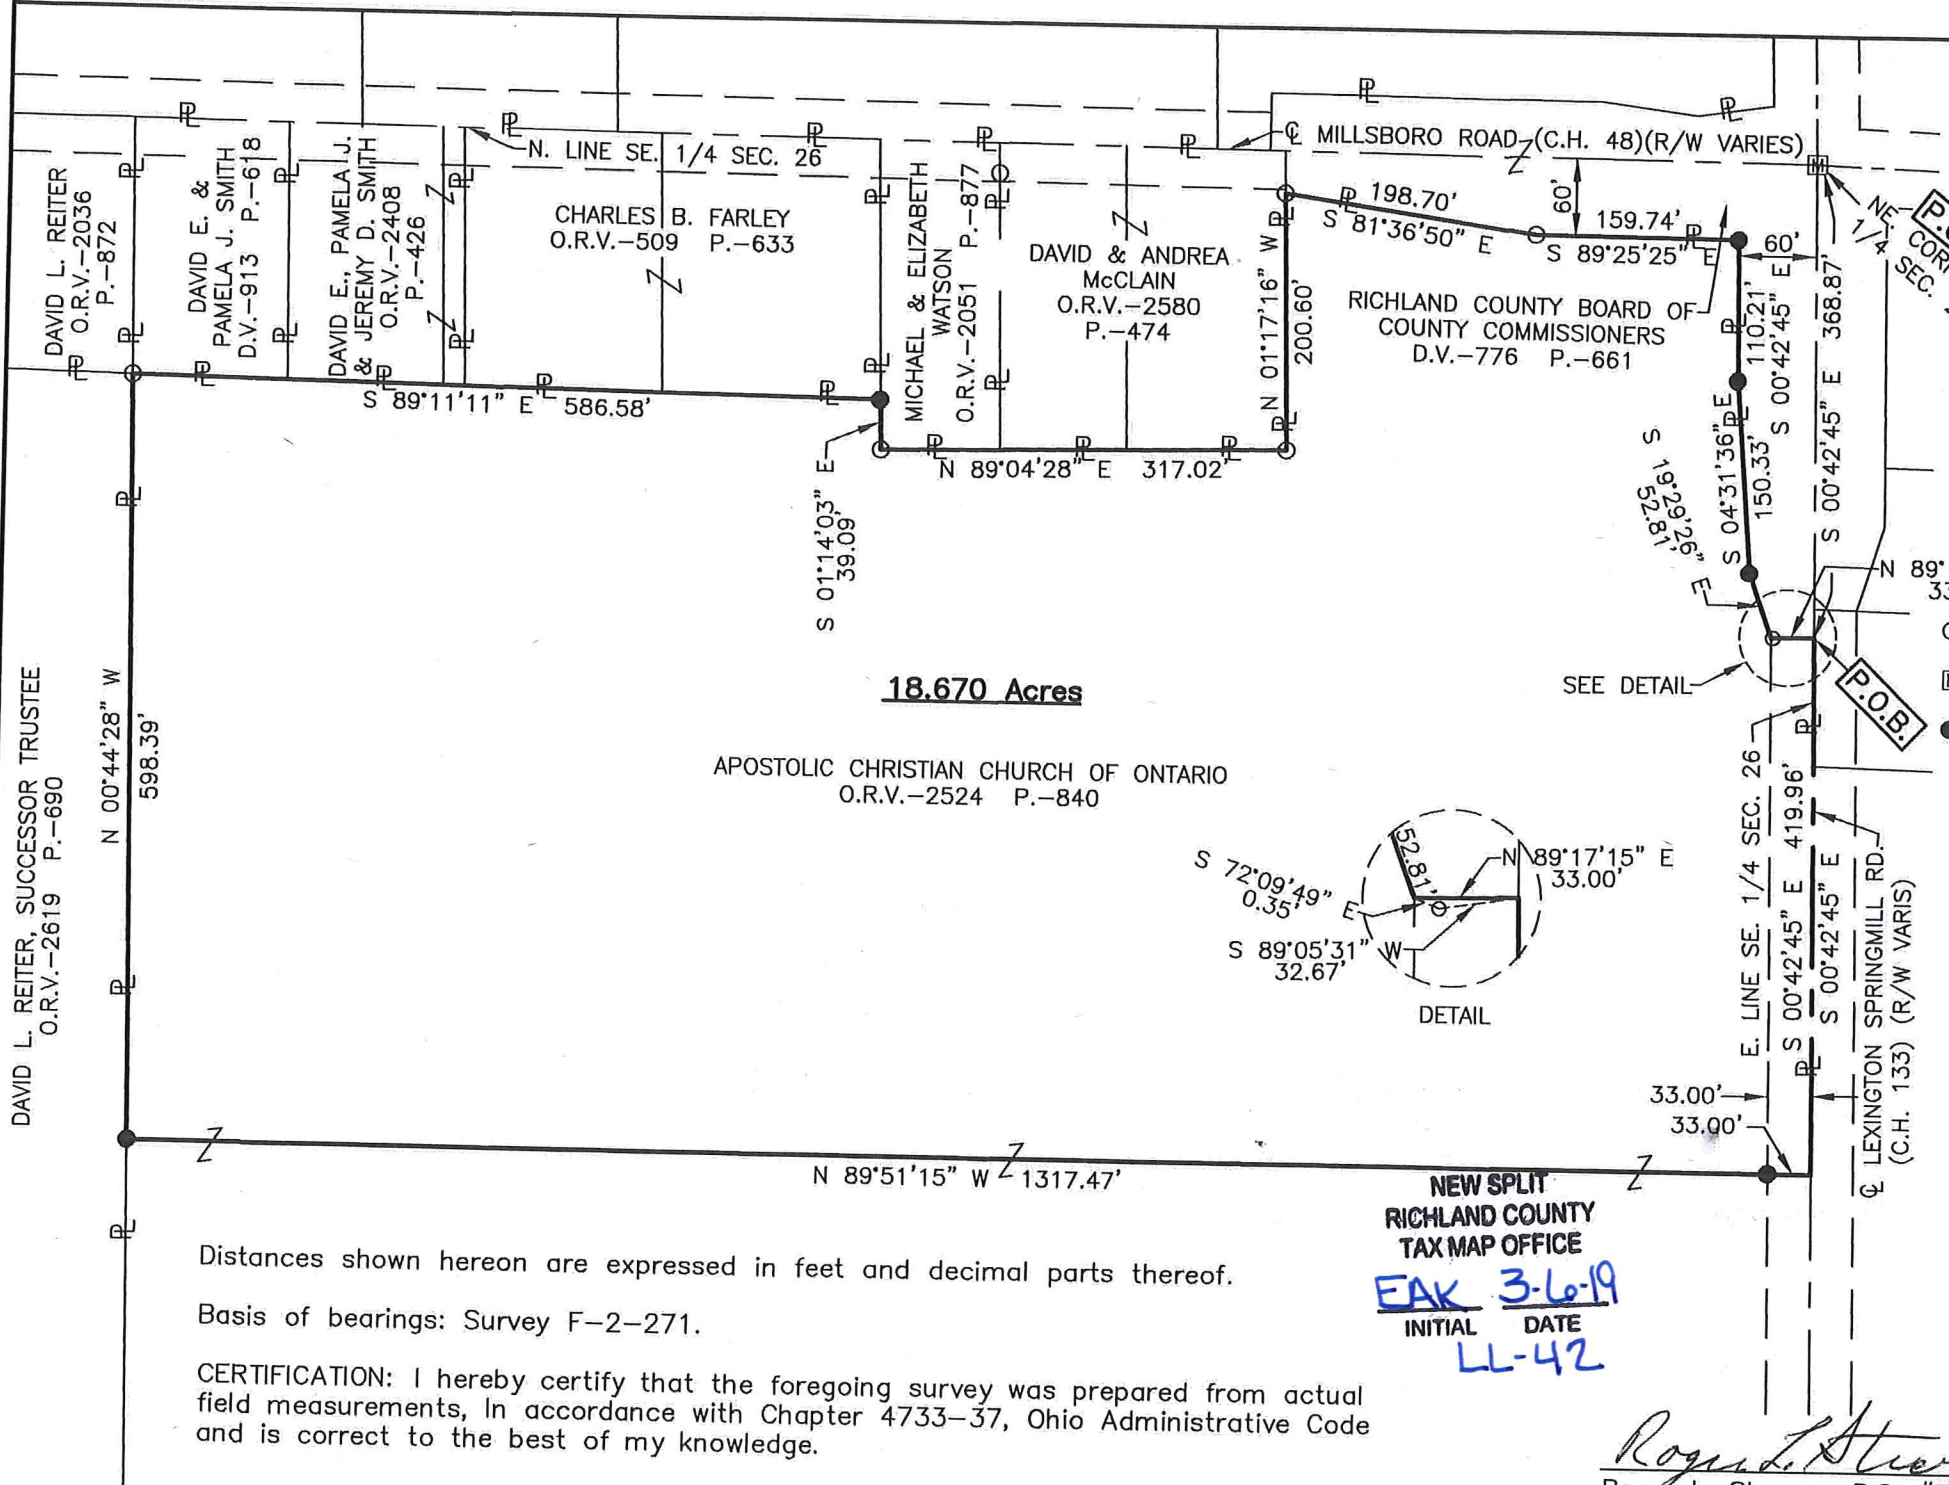 DAVID L. REITER
O.R.V.-2036
P.-872
DAVID E. &
PAMELA J. SMITH
D.V.-913 P.-618
DAVID E., PAMELA J.
& JEREMY D. SMITH
O.R.V.-2408
P.-426
N. LINE SE. 1/4 SEC. 26
CHARLES B. FARLEY
O.R.V.-509 P.-633
MICHAEL & ELIZABETH
WATSON
O.R.V.-2051 P.-877
DAVID & ANDREA
McCLAIN
O.R.V.-2580
P.-474
℄ MILLSBORO ROAD (C.H. 48)(R/W VARIES)
N 01°17'16" W
200.60'
198.70'
S 81°36'50" E
60'
159.74'
S 89°25'25" E
60'
M
NE. COR
1/4 SEC.
RICHLAND COUNTY BOARD OF
COUNTY COMMISSIONERS
D.V.-776 P.-661
110.21'
S 00°42'45" E
S 00°42'45" E 368.87'
S 04°31'36" E
150.33'
S 19°29'26" E
52.81'
S 89°11'11" E 586.58'
S 01°14'03" E
39.09'
N 89°04'28" E 317.02'
N 89°
SEE DETAIL
P.O.B.
18.670 Acres
APOSTOLIC CHRISTIAN CHURCH OF ONTARIO
O.R.V.-2524 P.-840
DAVID L. REITER, SUCCESSOR TRUSTEE
O.R.V.-2619 P.-690
N 00°44'28" W
598.39'
52.81'
N 89°17'15" E
33.00'
S 72°09'49" E
0.35'
S 89°05'31" W
32.67'
DETAIL
E. LINE SE. 1/4 SEC. 26
S 00°42'45" E 419.96'
S 00°42'45" E
℄ LEXINGTON SPRINGMILL RD.
(C.H. 133) (R/W VARIS)
33.00'
33.00'
N 89°51'15" W 1317.47'
NEW SPLIT
RICHLAND COUNTY
TAX MAP OFFICE
EAK 3-6-19
INITIAL DATE
LL-42
Distances shown hereon are expressed in feet and decimal parts thereof.
Basis of bearings: Survey F-2-271.
CERTIFICATION: I hereby certify that the foregoing survey was prepared from actual
field measurements, In accordance with Chapter 4733-37, Ohio Administrative Code
and is correct to the best of my knowledge.
Roger L.